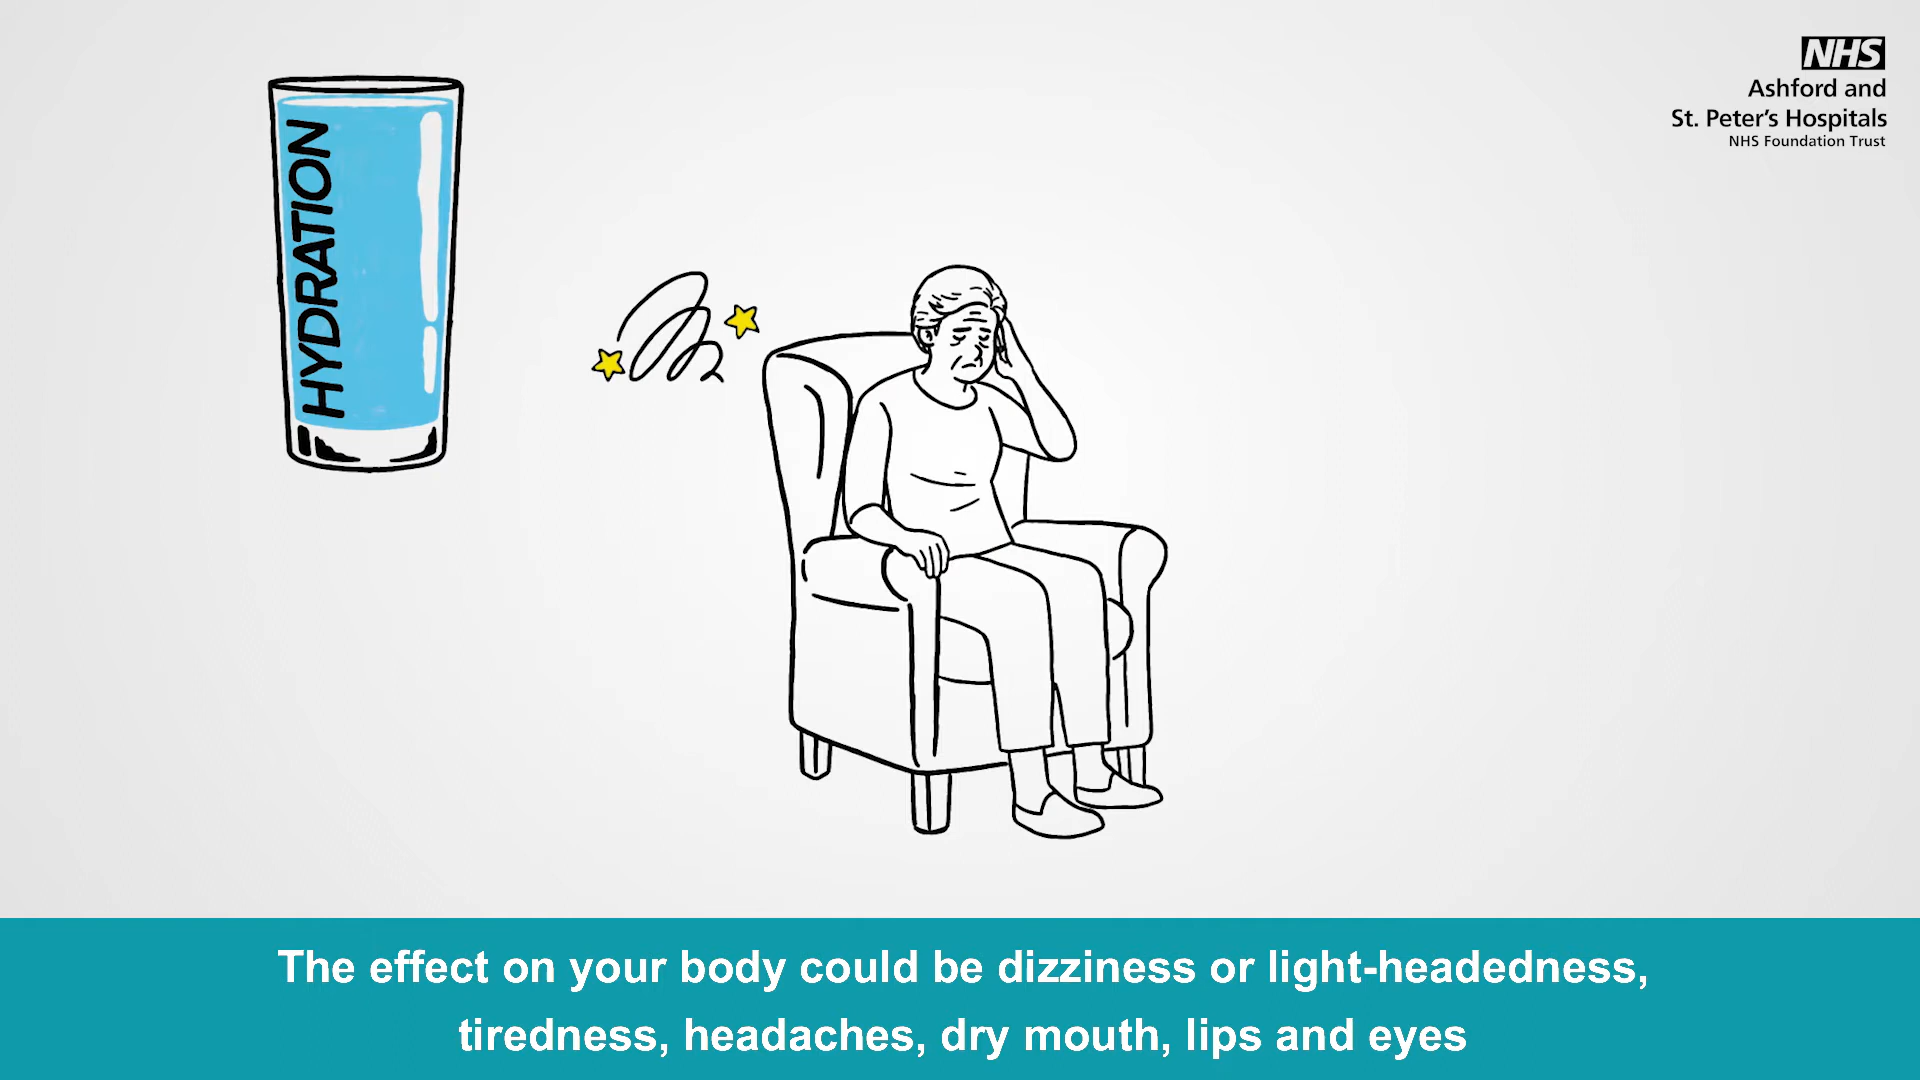 HYDRATION
NHS
Ashford and
St. Peter's Hospitals
NHS Foundation Trust
The effect on your body could be dizziness or light-headedness,
tiredness, headaches, dry mouth, lips and eyes